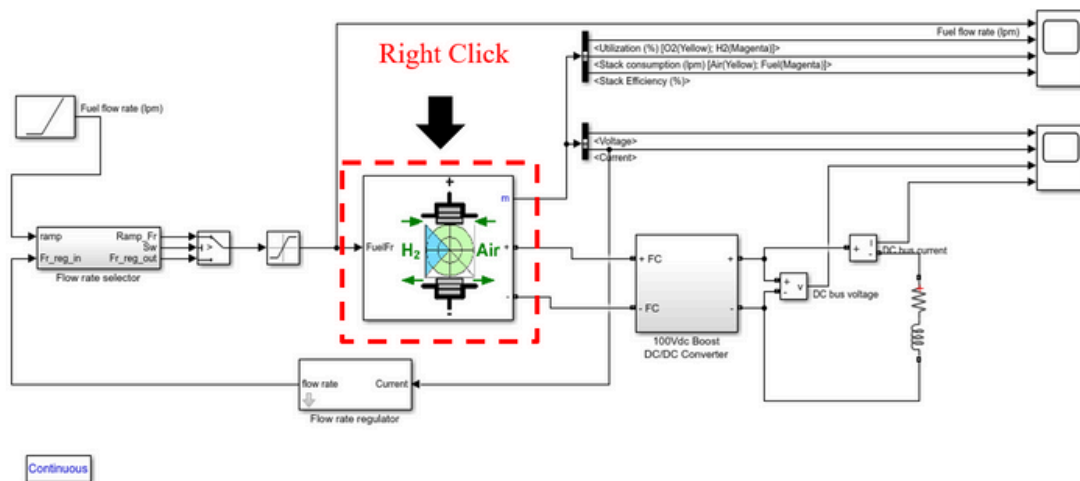 Right Click
Fuel flow rate (lpm)
<Utilization (%) [O2(Yellow); H2(Magenta)]>
<Stack consumption (lpm) [Air(Yellow); Fuel(Magenta)]>
<Stack Efficiency (%)>
Fuel flow rate (lpm)
<Voltage>
<Current>
ramp
Fr_reg_in
Ramp_Fr
Sw
Fr_reg_out
Flow rate selector
>
FuelFr
+
m
H2
Air
+
-
-
+ FC
- FC
+
-
100Vdc Boost
DC/DC Converter
+
-
v
DC bus voltage
+
i
-
DC bus current
flow rate
Current
Flow rate regulator
Continuous